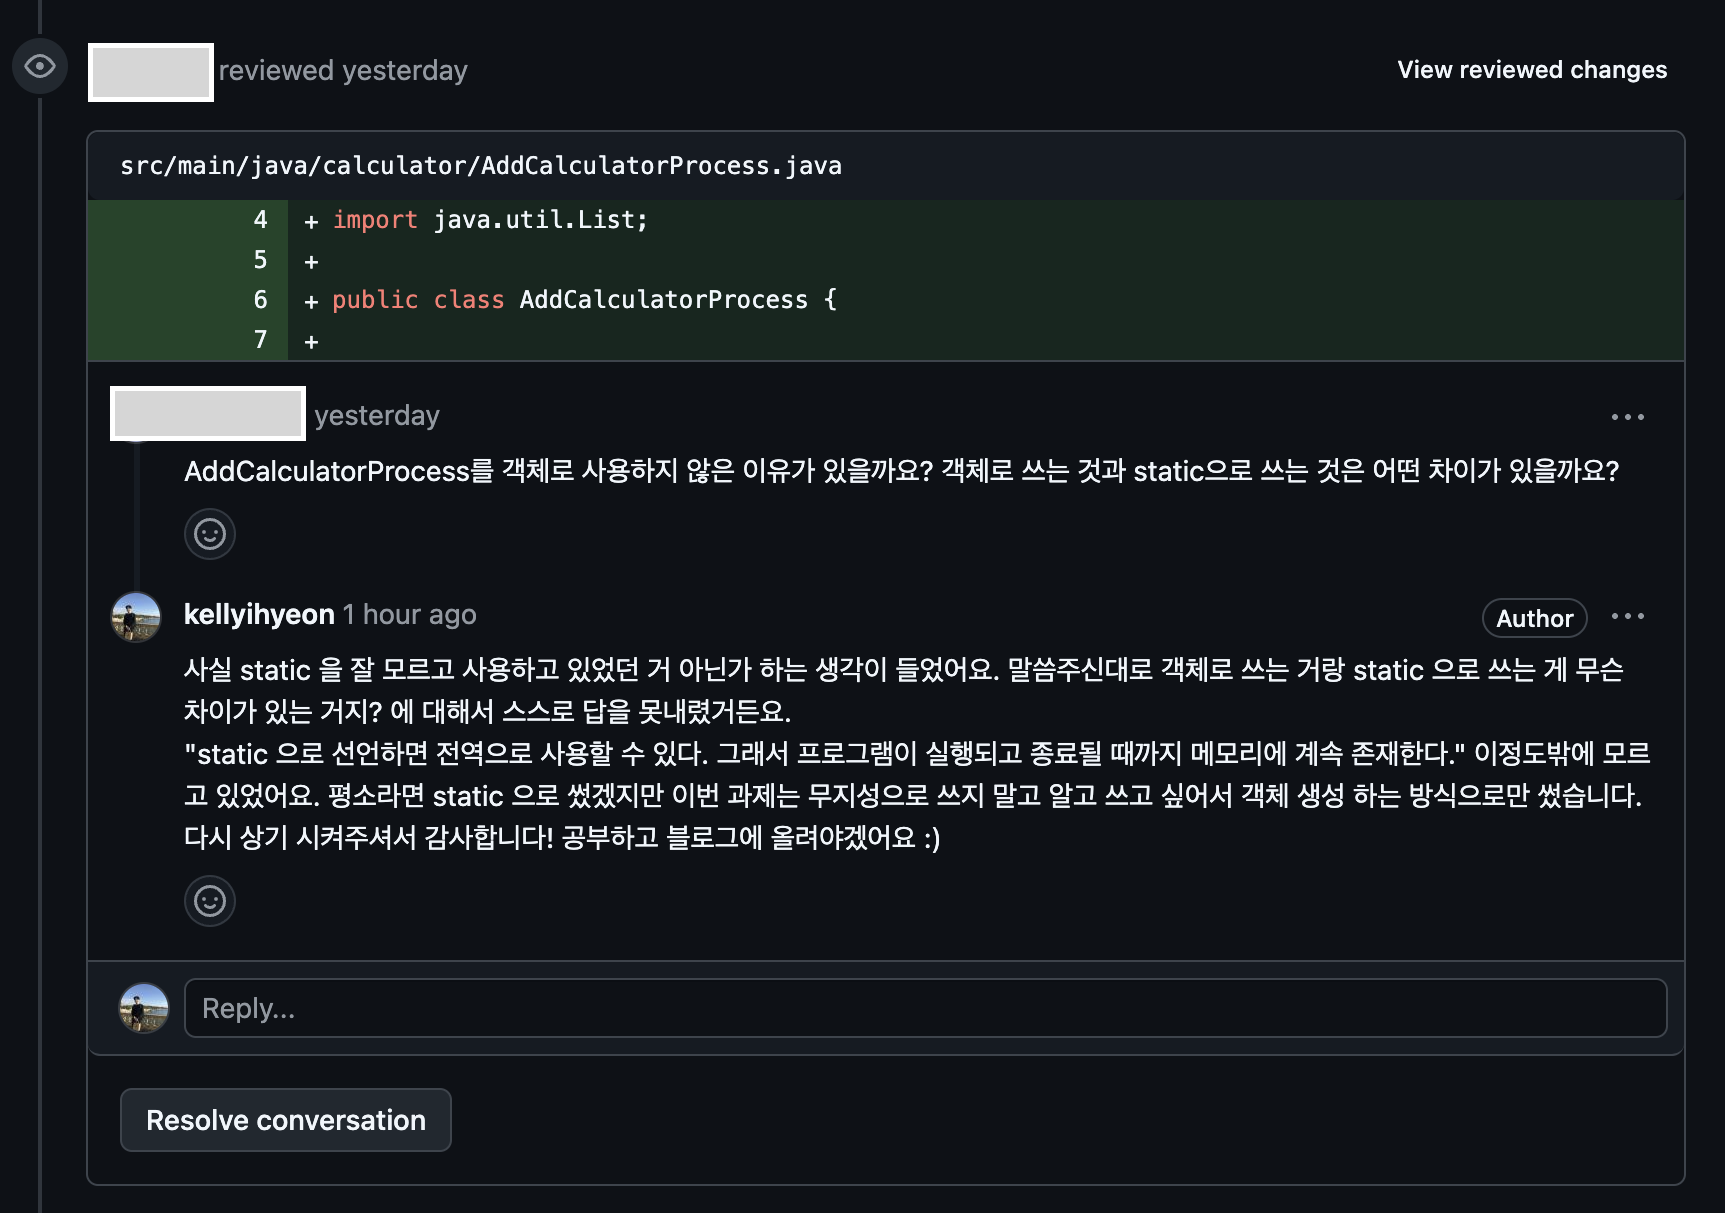 reviewed yesterday
View reviewed changes
src/main/java/calculator/AddCalculatorProcess.java
4 + import java.util.List;
5 +
6 + public class AddCalculatorProcess {
7 +
yesterday
AddCalculatorProcess를 객체로 사용하지 않은 이유가 있을까요? 객체로 쓰는 것과 static으로 쓰는 것은 어떤 차이가 있을까요?
kellyihyeon 1 hour ago
Author
사실 static 을 잘 모르고 사용하고 있었던 거 아닌가 하는 생각이 들었어요. 말씀주신대로 객체로 쓰는 거랑 static 으로 쓰는 게 무슨
차이가 있는 거지? 에 대해서 스스로 답을 못내렸거든요.
"static 으로 선언하면 전역으로 사용할 수 있다. 그래서 프로그램이 실행되고 종료될 때까지 메모리에 계속 존재한다." 이정도밖에 모르
고 있었어요. 평소라면 static 으로 썼겠지만 이번 과제는 무지성으로 쓰지 말고 알고 쓰고 싶어서 객체 생성 하는 방식으로만 썼습니다.
다시 상기 시켜주셔서 감사합니다! 공부하고 블로그에 올려야겠어요 :)
Reply...
Resolve conversation